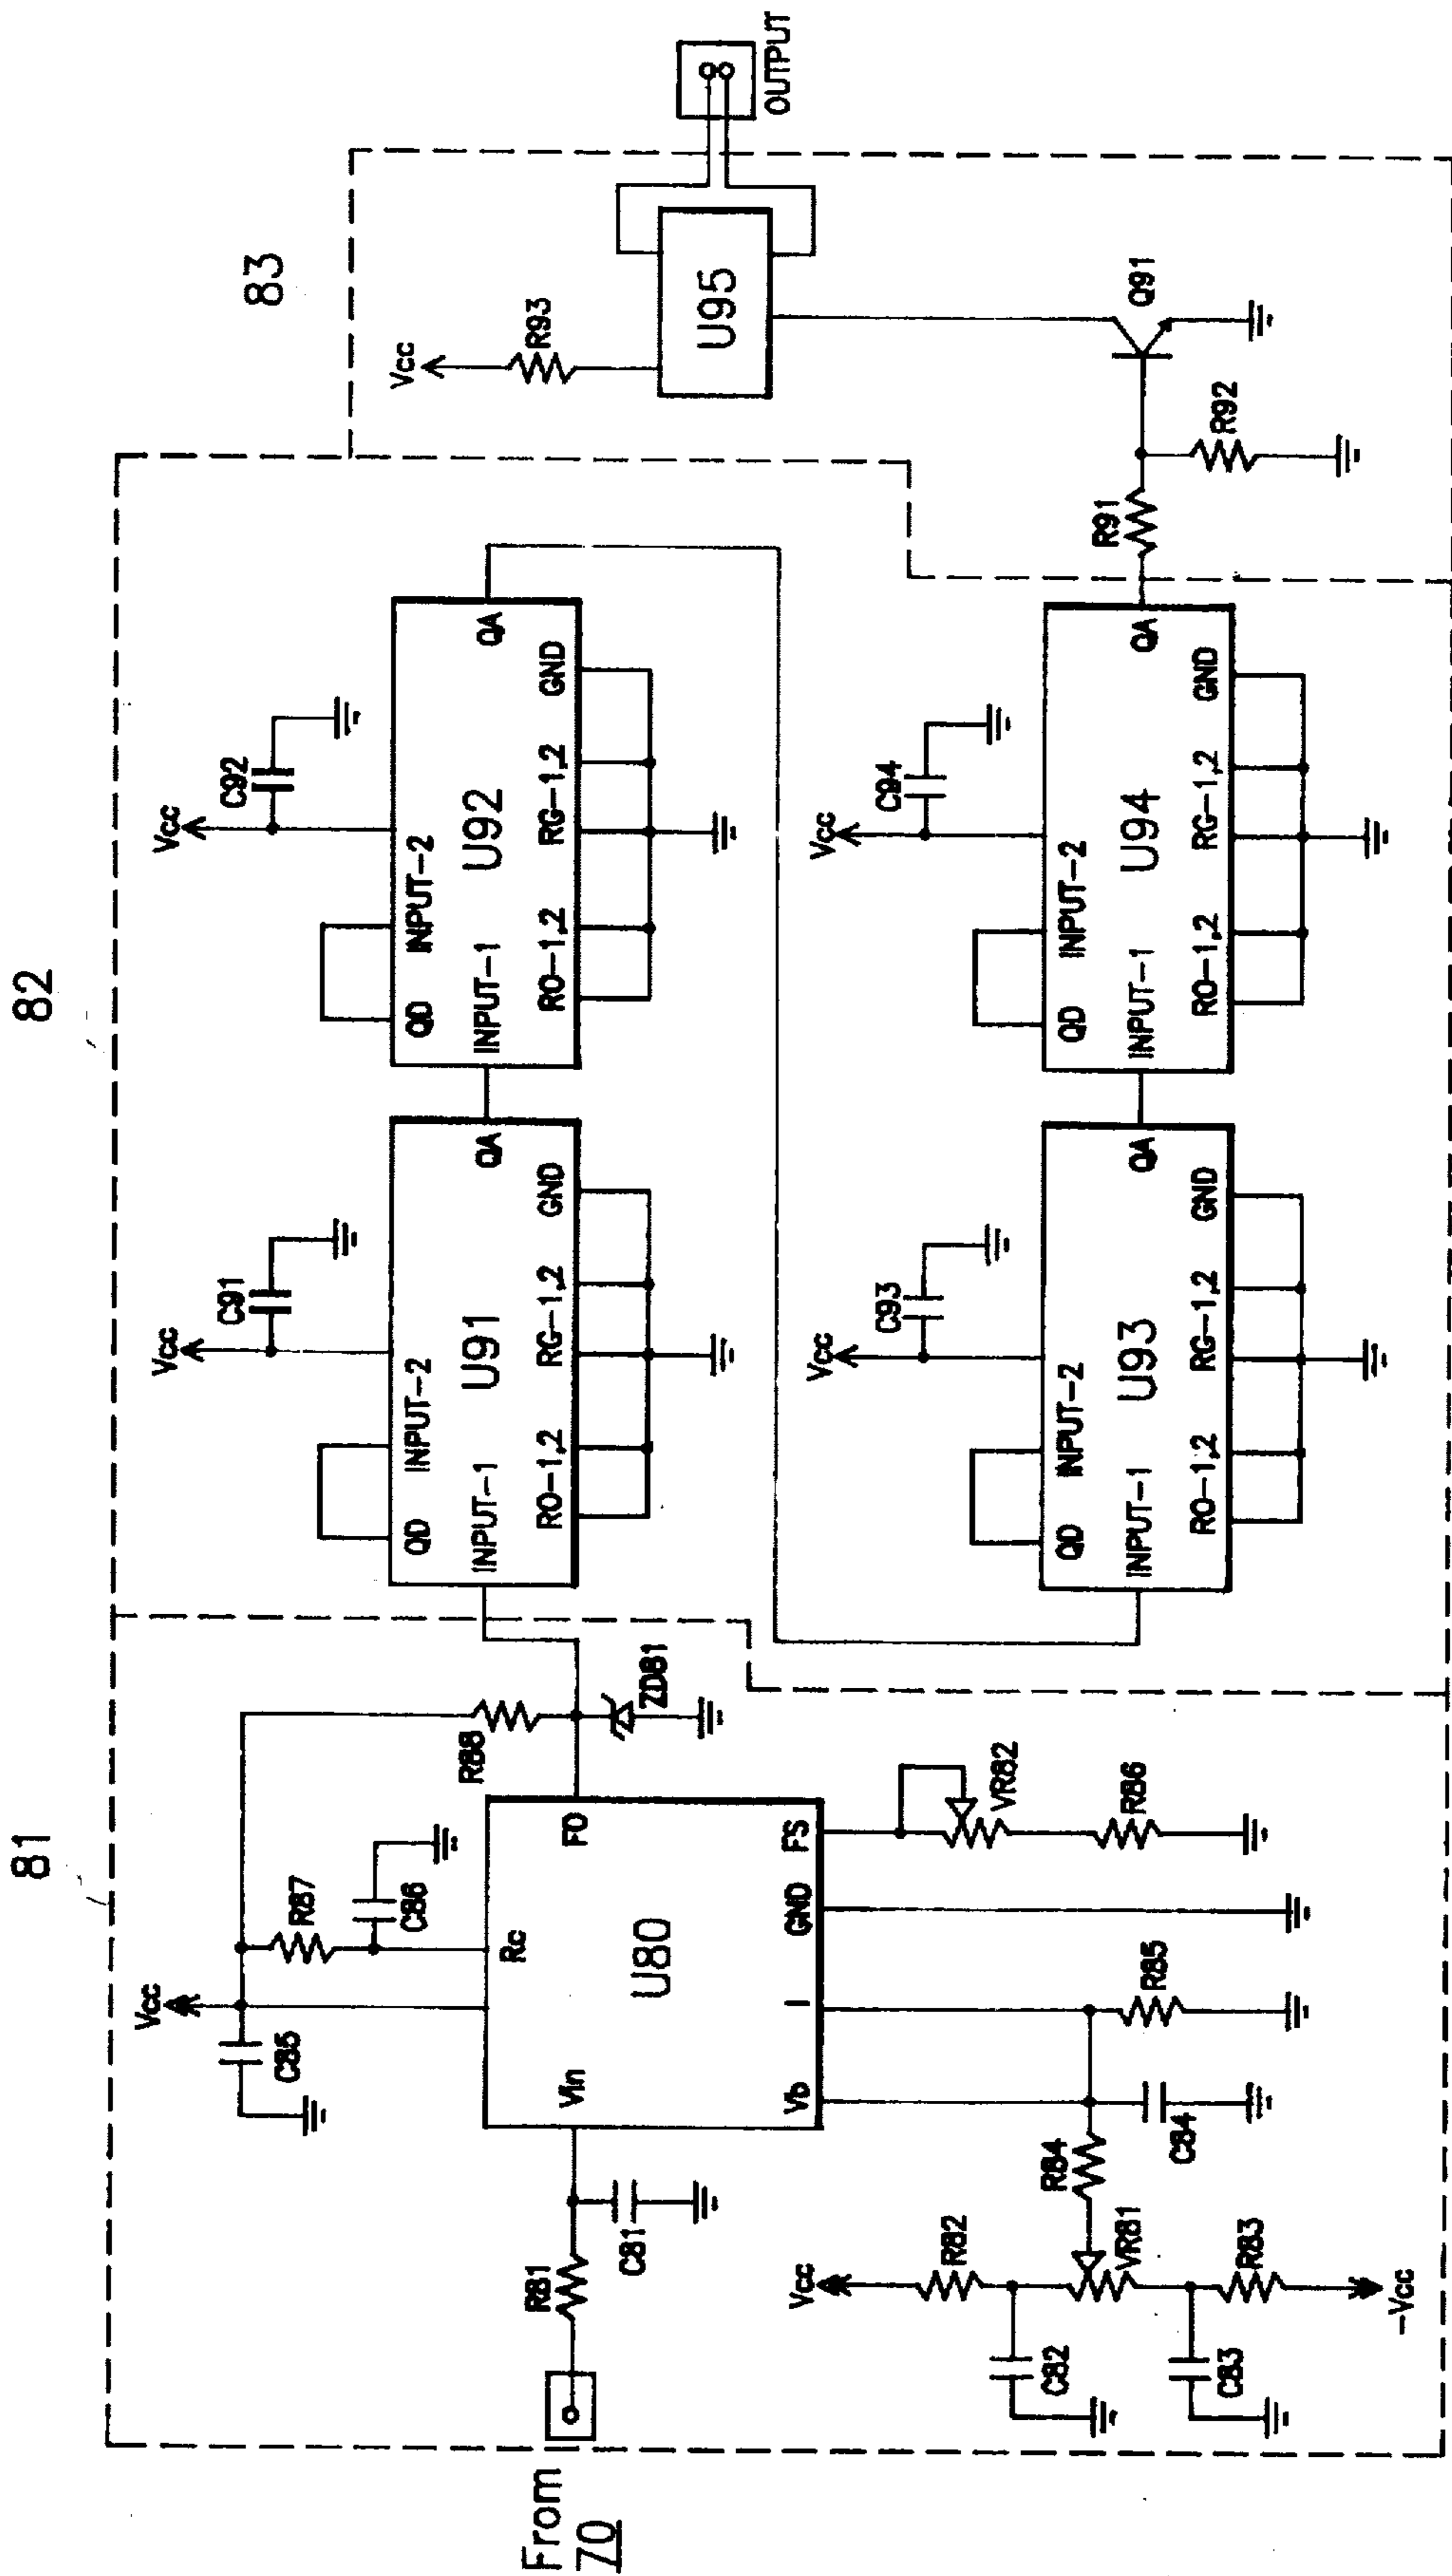 81
82
83
From
70
R81
C81
Vin
Vcc
C85
R87
C86
Rc
U80
FO
R88
ZD81
Vb
I
GND
FS
VR82
R86
R85
C84
R84
Vcc
R82
VR81
R83
-Vcc
C82
C83
Vcc
C91
QD
INPUT-2
INPUT-1
U91
QA
RO-1,2
RG-1,2
GND
Vcc
C92
QD
INPUT-2
INPUT-1
U92
QA
RO-1,2
RG-1,2
GND
Vcc
C93
QD
INPUT-2
INPUT-1
U93
QA
RO-1,2
RG-1,2
GND
Vcc
C94
QD
INPUT-2
INPUT-1
U94
QA
RO-1,2
RG-1,2
GND
R91
R92
Q91
Vcc
R93
U95
OUTPUT